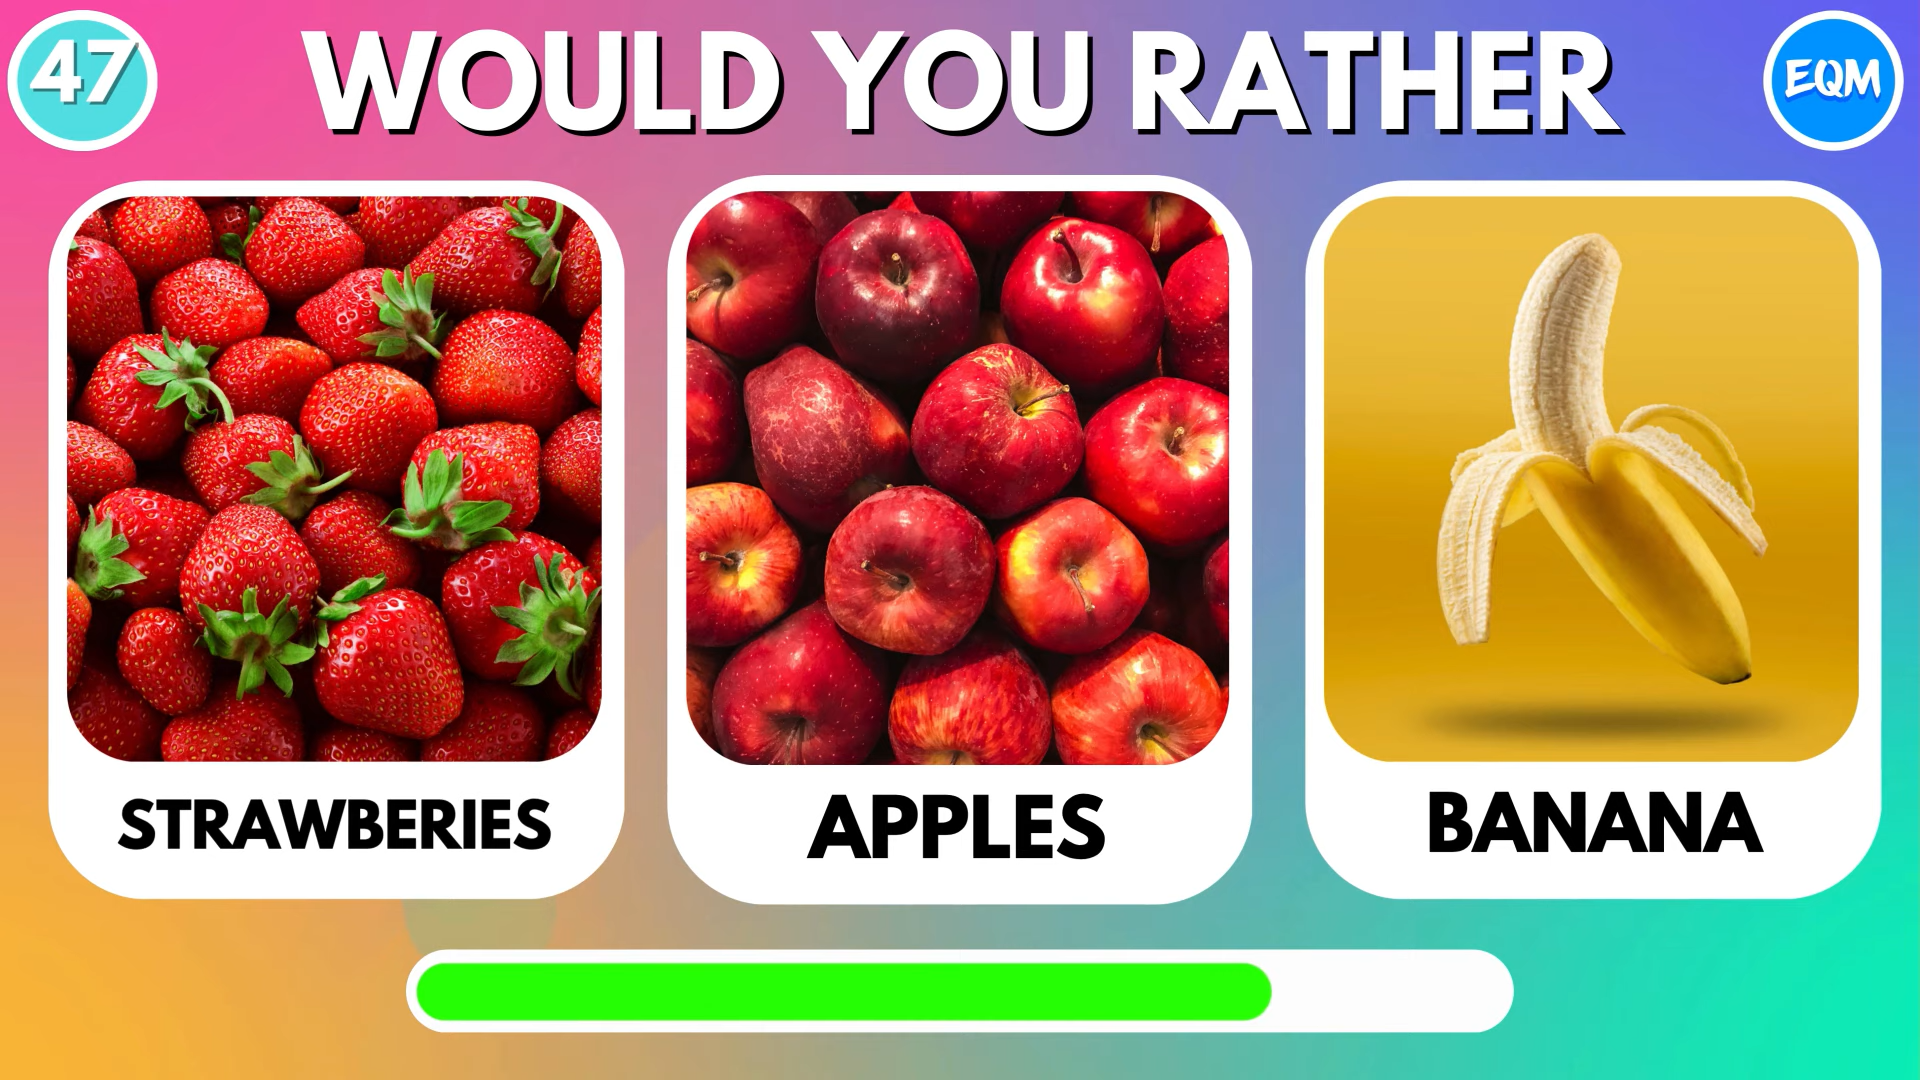 47
WOULD YOU RATHER
EQM
STRAWBERIES
APPLES
BANANA